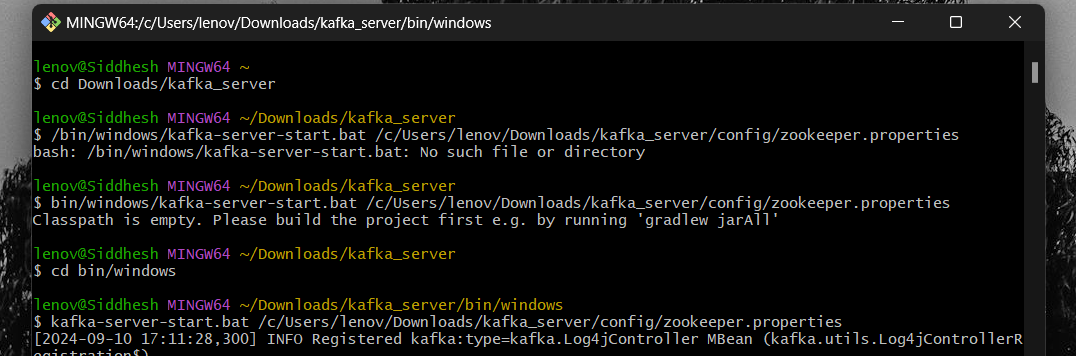 MINGW64:/c/Users/lenov/Downloads/kafka_server/bin/windows
lenov@Siddhesh MINGW64 ~
$ cd Downloads/kafka_server
lenov@Siddhesh MINGW64 ~/Downloads/kafka_server
$ /bin/windows/kafka-server-start.bat /c/Users/lenov/Downloads/kafka_server/config/zookeeper.properties
bash: /bin/windows/kafka-server-start.bat: No such file or directory
lenov@Siddhesh MINGW64 ~/Downloads/kafka_server
$ bin/windows/kafka-server-start.bat /c/Users/lenov/Downloads/kafka_server/config/zookeeper.properties
Classpath is empty. Please build the project first e.g. by running 'gradlew jarAll'
lenov@Siddhesh MINGW64 ~/Downloads/kafka_server
$ cd bin/windows
lenov@Siddhesh MINGW64 ~/Downloads/kafka_server/bin/windows
$ kafka-server-start.bat /c/Users/lenov/Downloads/kafka_server/config/zookeeper.properties
[2024-09-10 17:11:28,300] INFO Registered kafka:type=kafka.Log4jController MBean (kafka.utils.Log4jControllerR
egistration$)